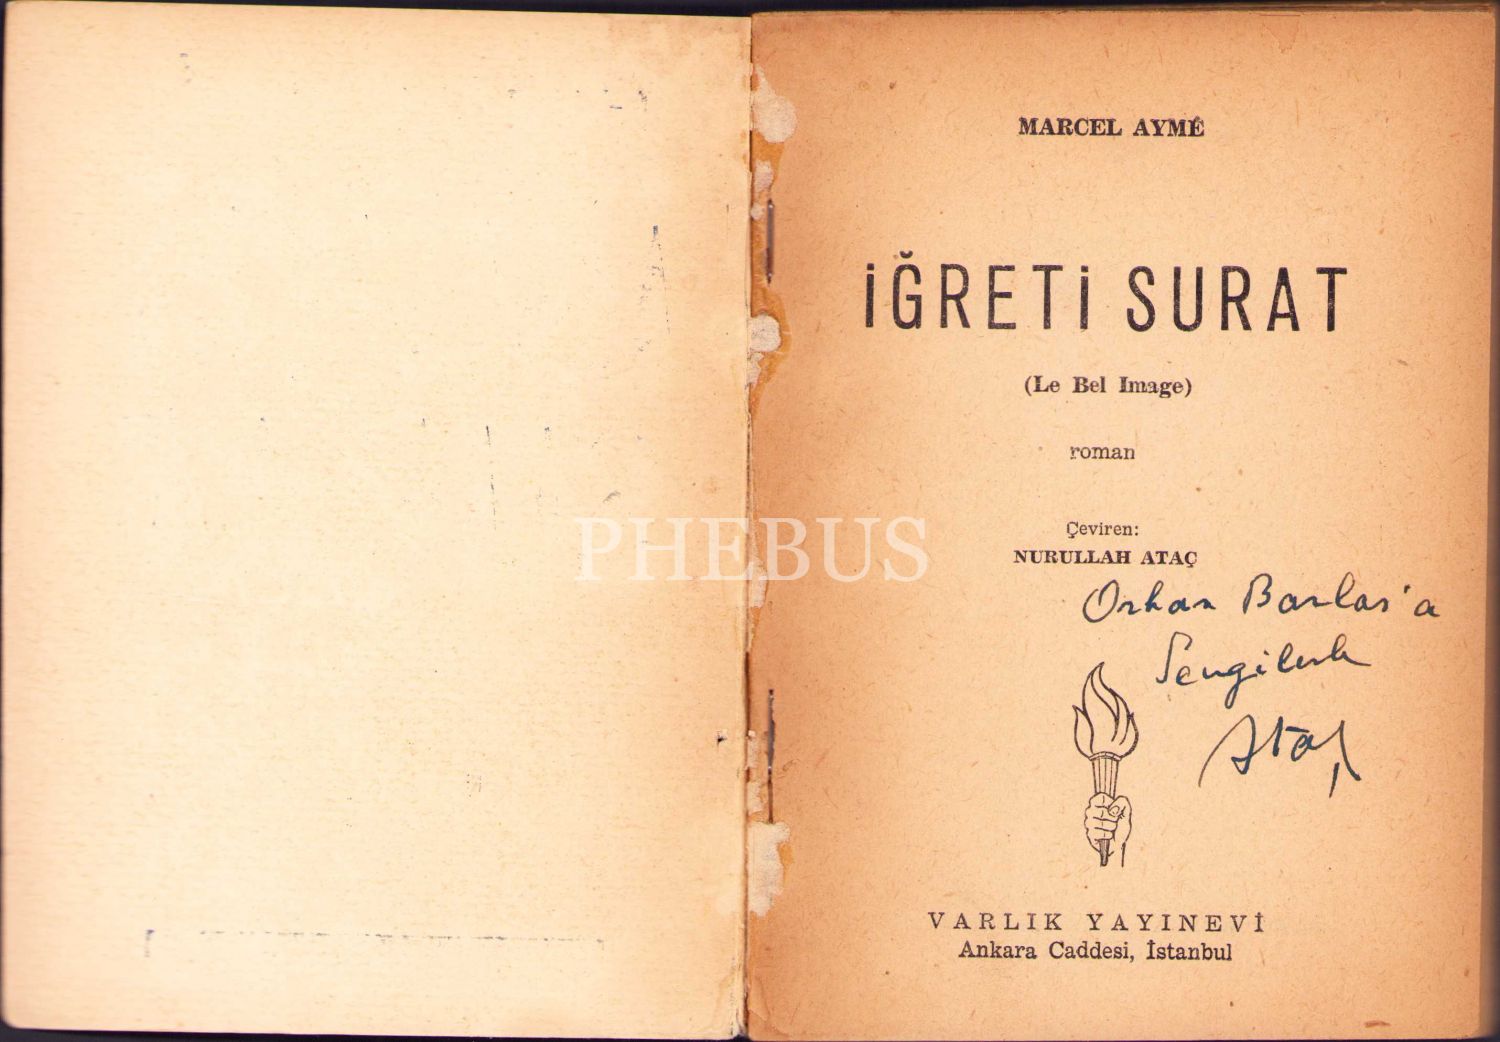 MARCEL AYMÉ
İĞRETİ SURAT
(Le Bel Image)
roman
Çeviren:
NURULLAH ATAÇ
Orhan Barlas'a
Sevgilerle
Ataç
VARLIK YAYINEVİ
Ankara Caddesi, İstanbul
PHEBUS